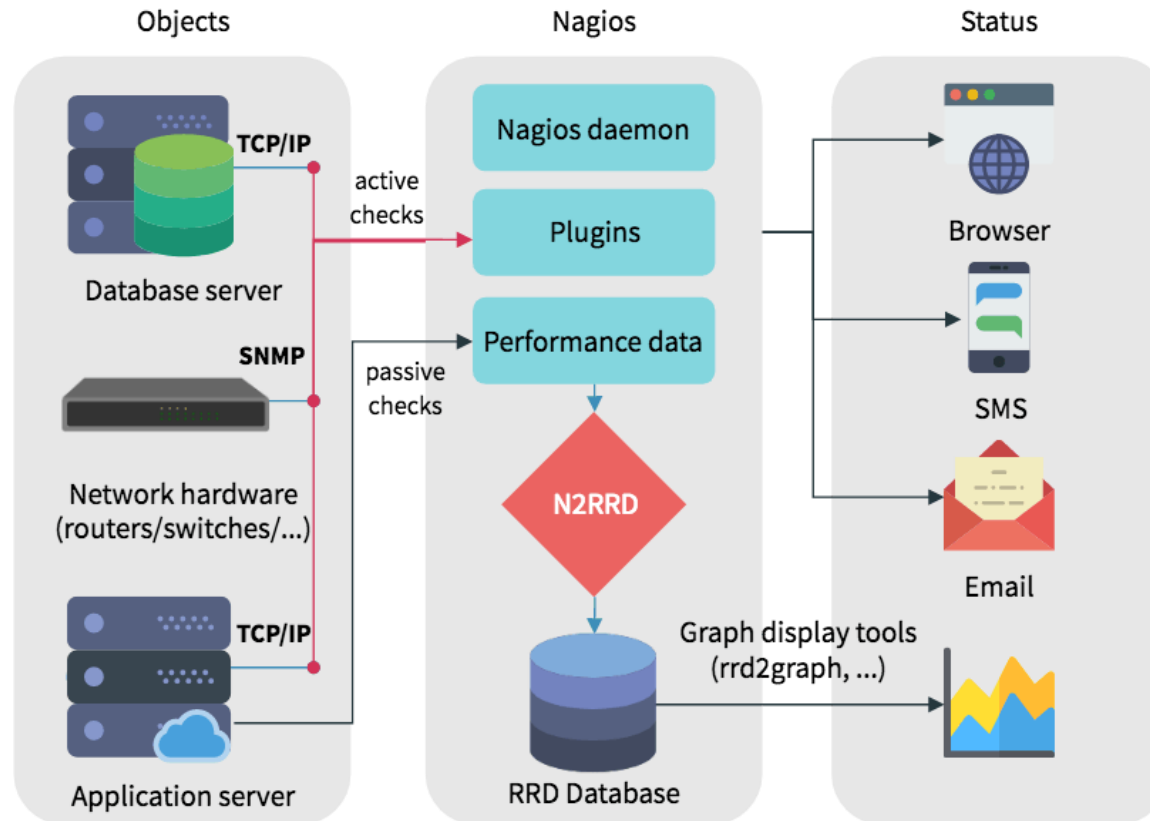 Objects
Nagios
Status
TCP/IP
Database server
SNMP
Network hardware
(routers/switches/...)
TCP/IP
Application server
active
checks
passive
checks
Nagios daemon
Plugins
Performance data
N2RRD
RRD Database
Graph display tools
(rrd2graph, ...)
Browser
SMS
Email